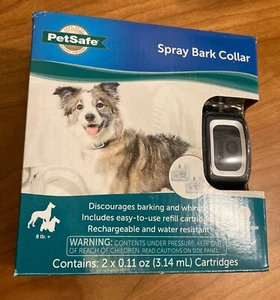 PetSafe
Spray Bark Collar
Discourages barking and whining
Includes easy-to-use refill cartridges
Rechargeable and water resistant
8 lb. +
WARNING: CONTENTS UNDER PRESSURE. KEEP OUT
OF REACH OF CHILDREN. READ CAUTIONS ON SIDE PANEL.
Contains: 2 x 0.11 oz (3.14 mL) Cartridges